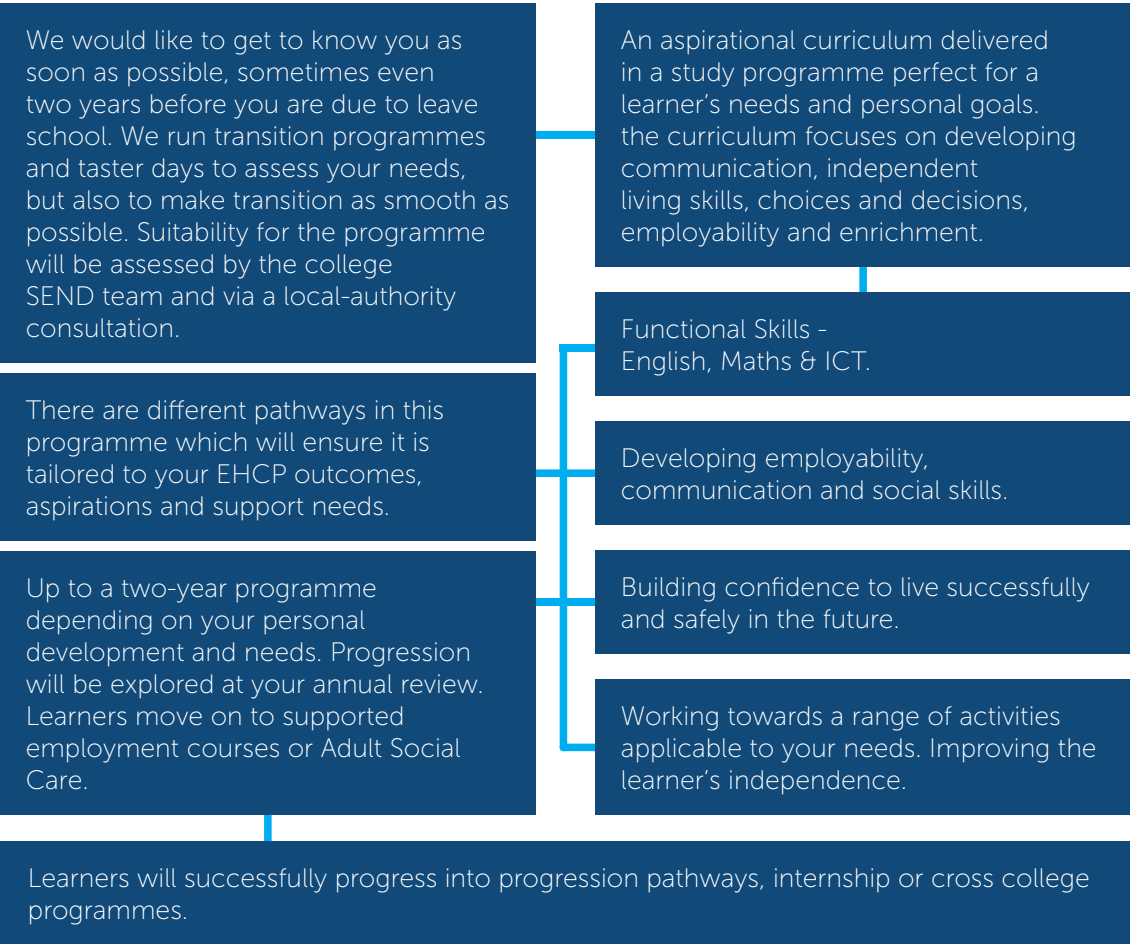 We would like to get to know you as
soon as possible, sometimes even
two years before you are due to leave
school. We run transition programmes
and taster days to assess your needs,
but also to make transition as smooth as
possible. Suitability for the programme
will be assessed by the college
SEND team and via a local-authority
consultation.
An aspirational curriculum delivered
in a study programme perfect for a
learner’s needs and personal goals.
the curriculum focuses on developing
communication, independent
living skills, choices and decisions,
employability and enrichment.
Functional Skills -
English, Maths & ICT.
There are different pathways in this
programme which will ensure it is
tailored to your EHCP outcomes,
aspirations and support needs.
Developing employability,
communication and social skills.
Up to a two-year programme
depending on your personal
development and needs. Progression
will be explored at your annual review.
Learners move on to supported
employment courses or Adult Social
Care.
Building confidence to live successfully
and safely in the future.
Working towards a range of activities
applicable to your needs. Improving the
learner’s independence.
Learners will successfully progress into progression pathways, internship or cross college
programmes.